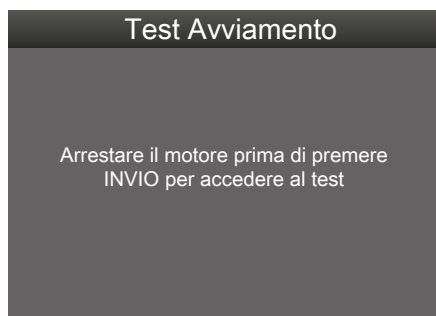 Test Avviamento
Arrestare il motore prima di premere
INVIO per accedere al test